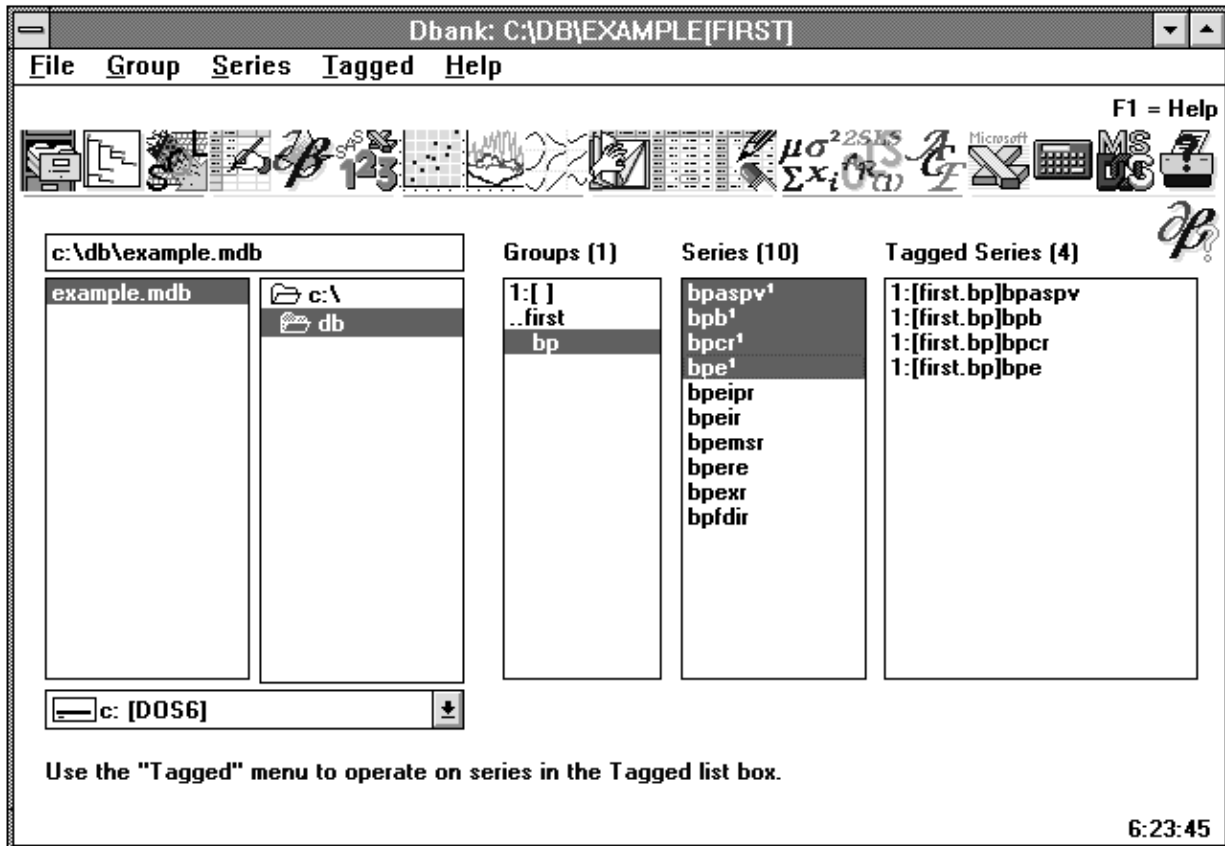 Dbank: C:\DB\EXAMPLE[FIRST]
File Group Series Tagged Help
F1 = Help
Microsoft
c:\db\example.mdb
Groups (1)
Series (10)
Tagged Series (4)
example.mdb
c:\
db
1:[ ]
..first
bp
bpaspv¹
bpb¹
bpcr¹
bpe¹
bpeipr
bpeir
bpemsr
bpere
bpexr
bpfdir
1:[first.bp]bpaspv
1:[first.bp]bpb
1:[first.bp]bpcr
1:[first.bp]bpe
c: [DOS6]
Use the "Tagged" menu to operate on series in the Tagged list box.
6:23:45